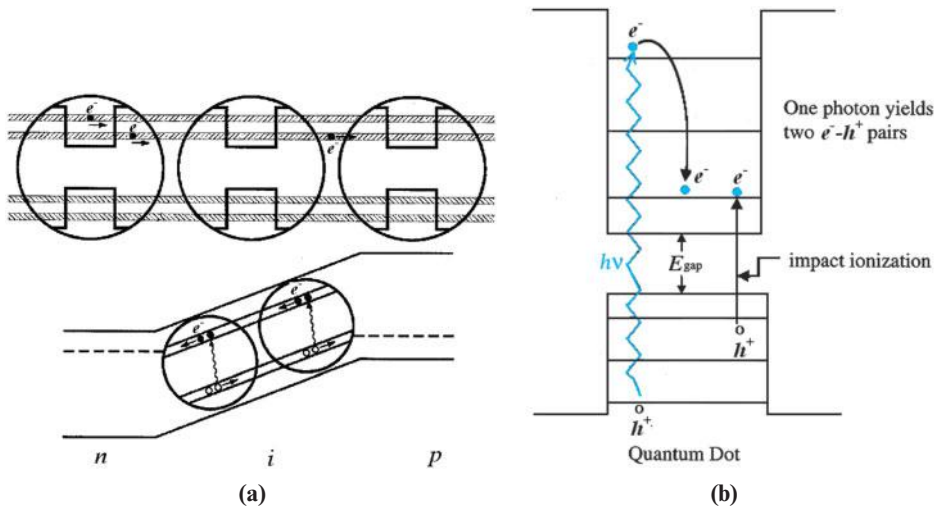 e⁻
e⁻
e⁻
e⁻
e⁻
n i p
(a)
e⁻
One photon yields
two e⁻-h⁺ pairs
e⁻ e⁻
hν
E_gap
impact ionization
h⁺
h⁺
Quantum Dot
(b)